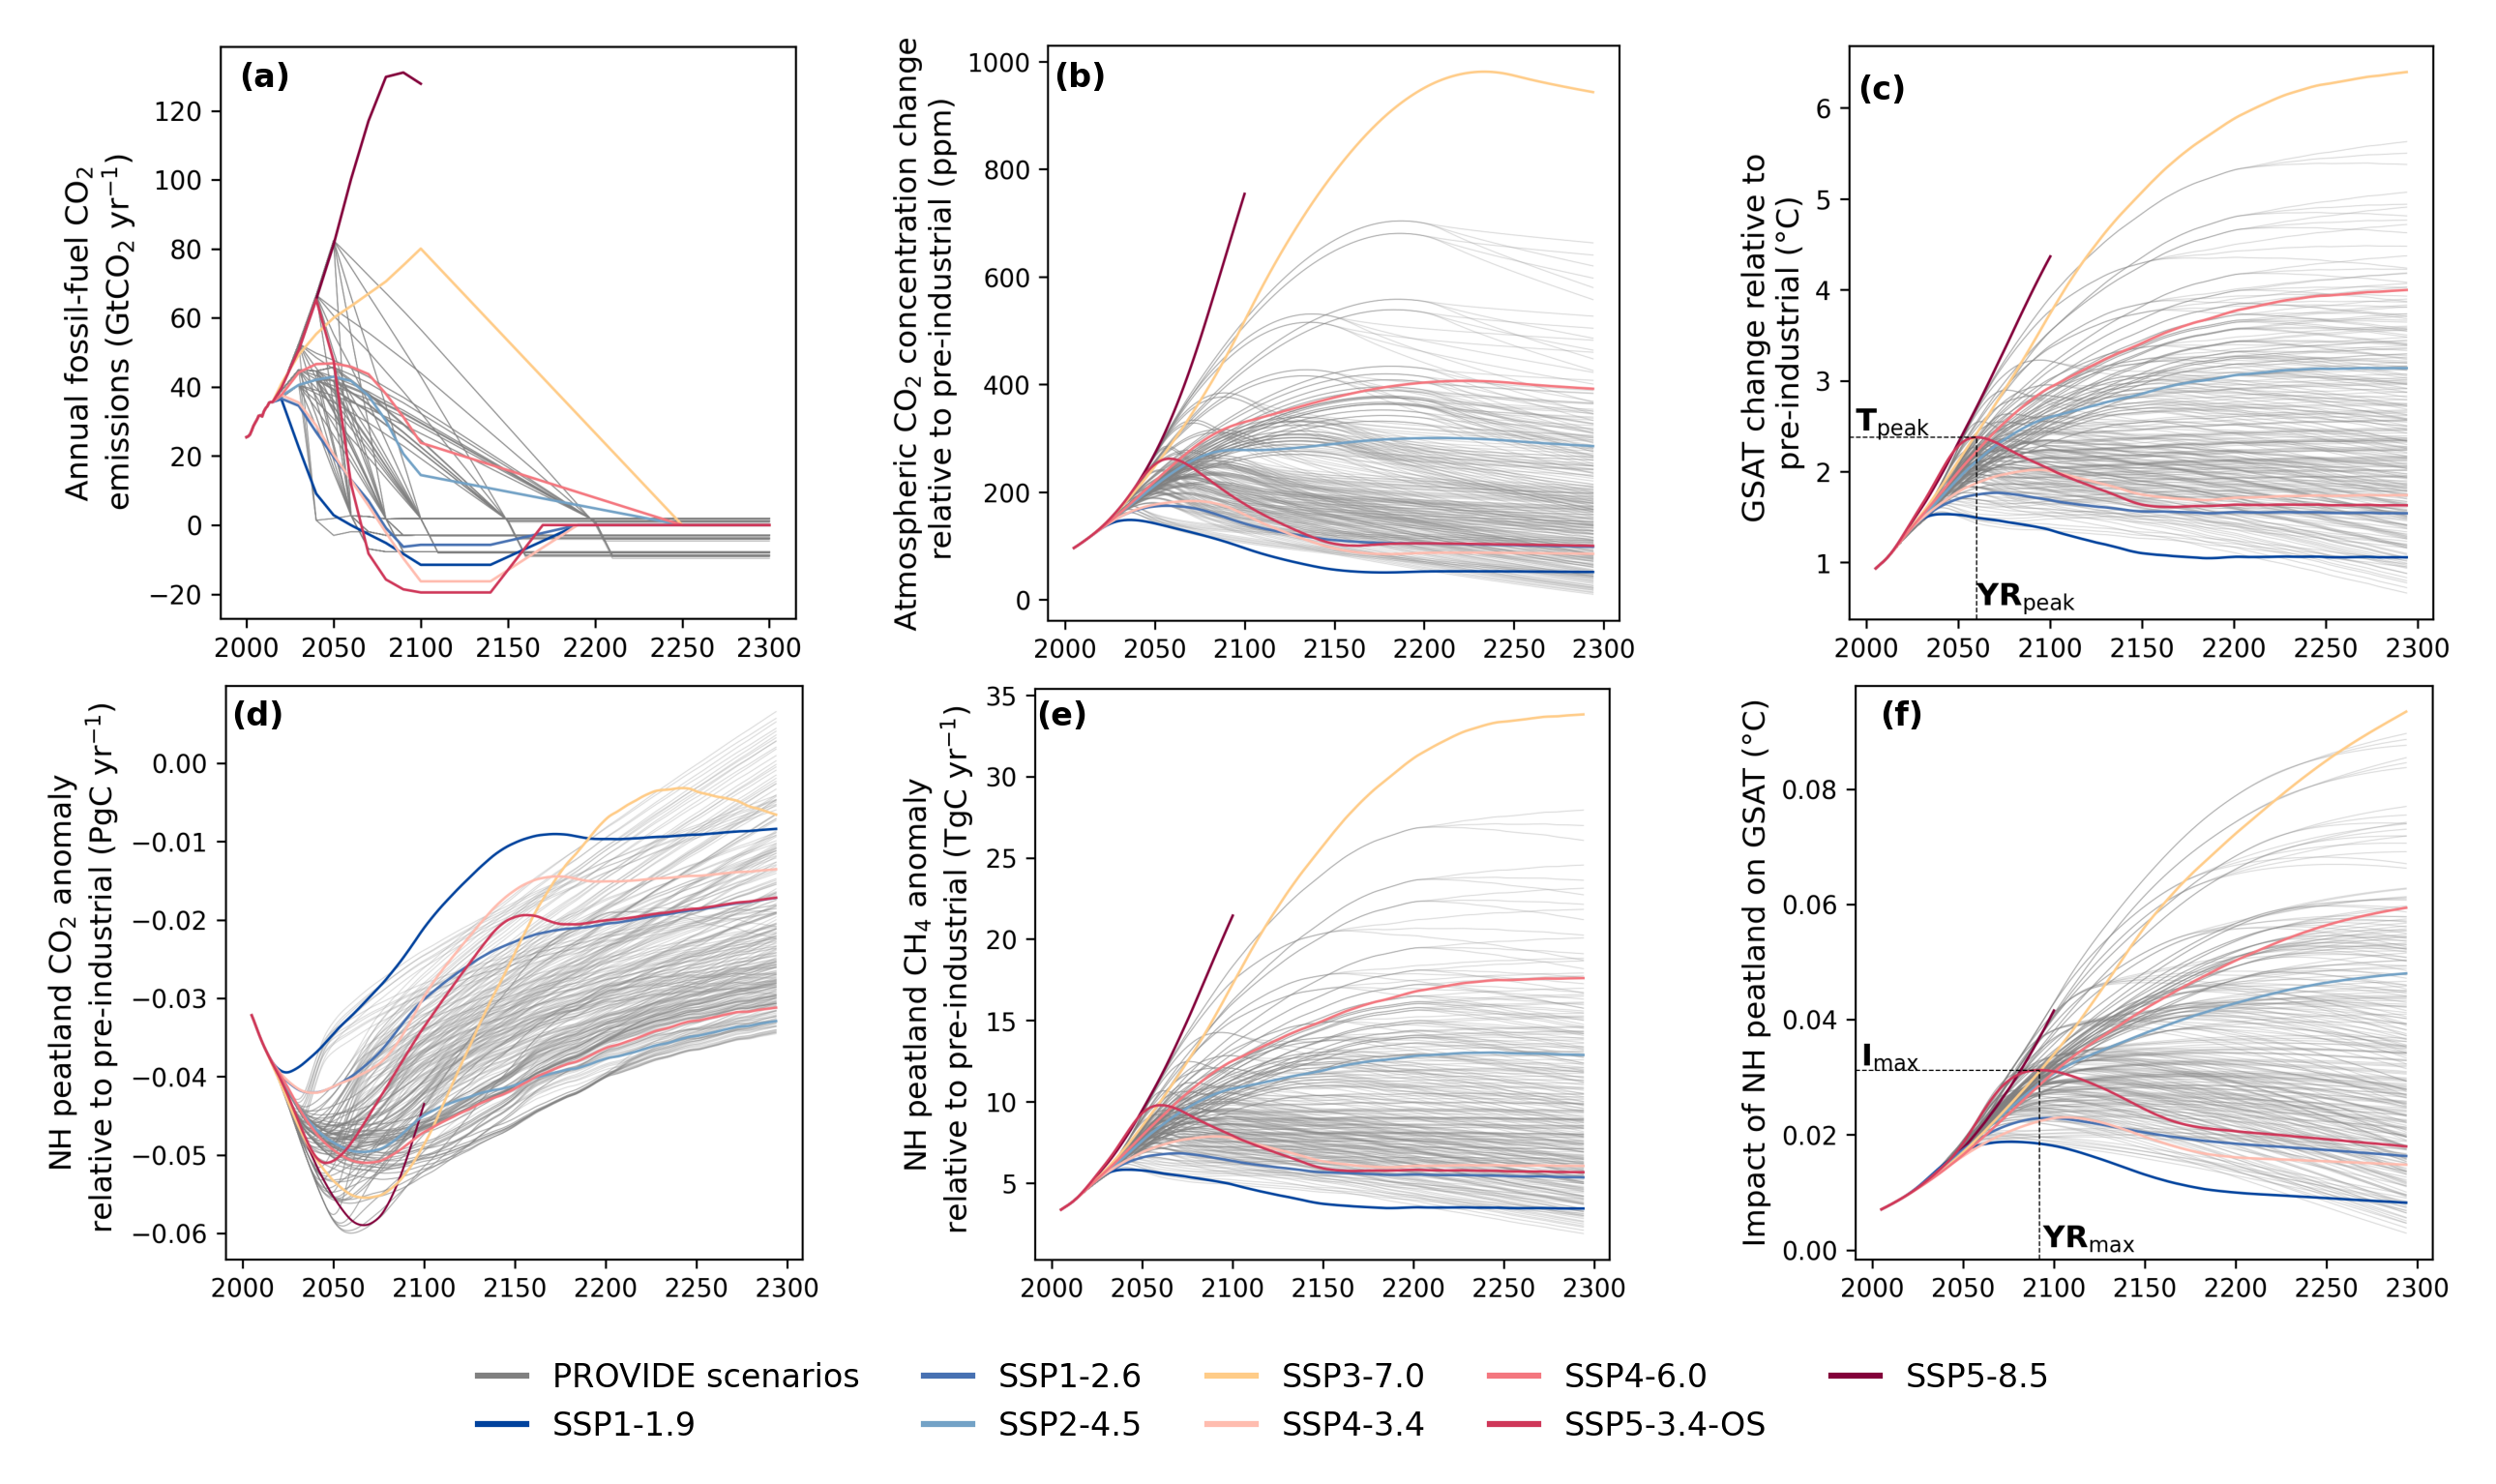 (a)
Annual fossil-fuel CO₂
emissions (GtCO₂ yr⁻¹)
120
100
80
60
40
20
0
−20
2000 2050 2100 2150 2200 2250 2300
(b)
Atmospheric CO₂ concentration change
relative to pre-industrial (ppm)
1000
800
600
400
200
0
2000 2050 2100 2150 2200 2250 2300
(c)
GSAT change relative to
pre-industrial (°C)
6
5
4
3
2
1
T peak
YR peak
2000 2050 2100 2150 2200 2250 2300
(d)
NH peatland CO₂ anomaly
relative to pre-industrial (PgC yr⁻¹)
0.00
−0.01
−0.02
−0.03
−0.04
−0.05
−0.06
2000 2050 2100 2150 2200 2250 2300
(e)
NH peatland CH₄ anomaly
relative to pre-industrial (TgC yr⁻¹)
35
30
25
20
15
10
5
2000 2050 2100 2150 2200 2250 2300
(f)
Impact of NH peatland on GSAT (°C)
0.08
0.06
0.04
0.02
0.00
I max
YR max
2000 2050 2100 2150 2200 2250 2300
PROVIDE scenarios
SSP1-1.9
SSP1-2.6
SSP2-4.5
SSP3-7.0
SSP4-3.4
SSP4-6.0
SSP5-3.4-OS
SSP5-8.5